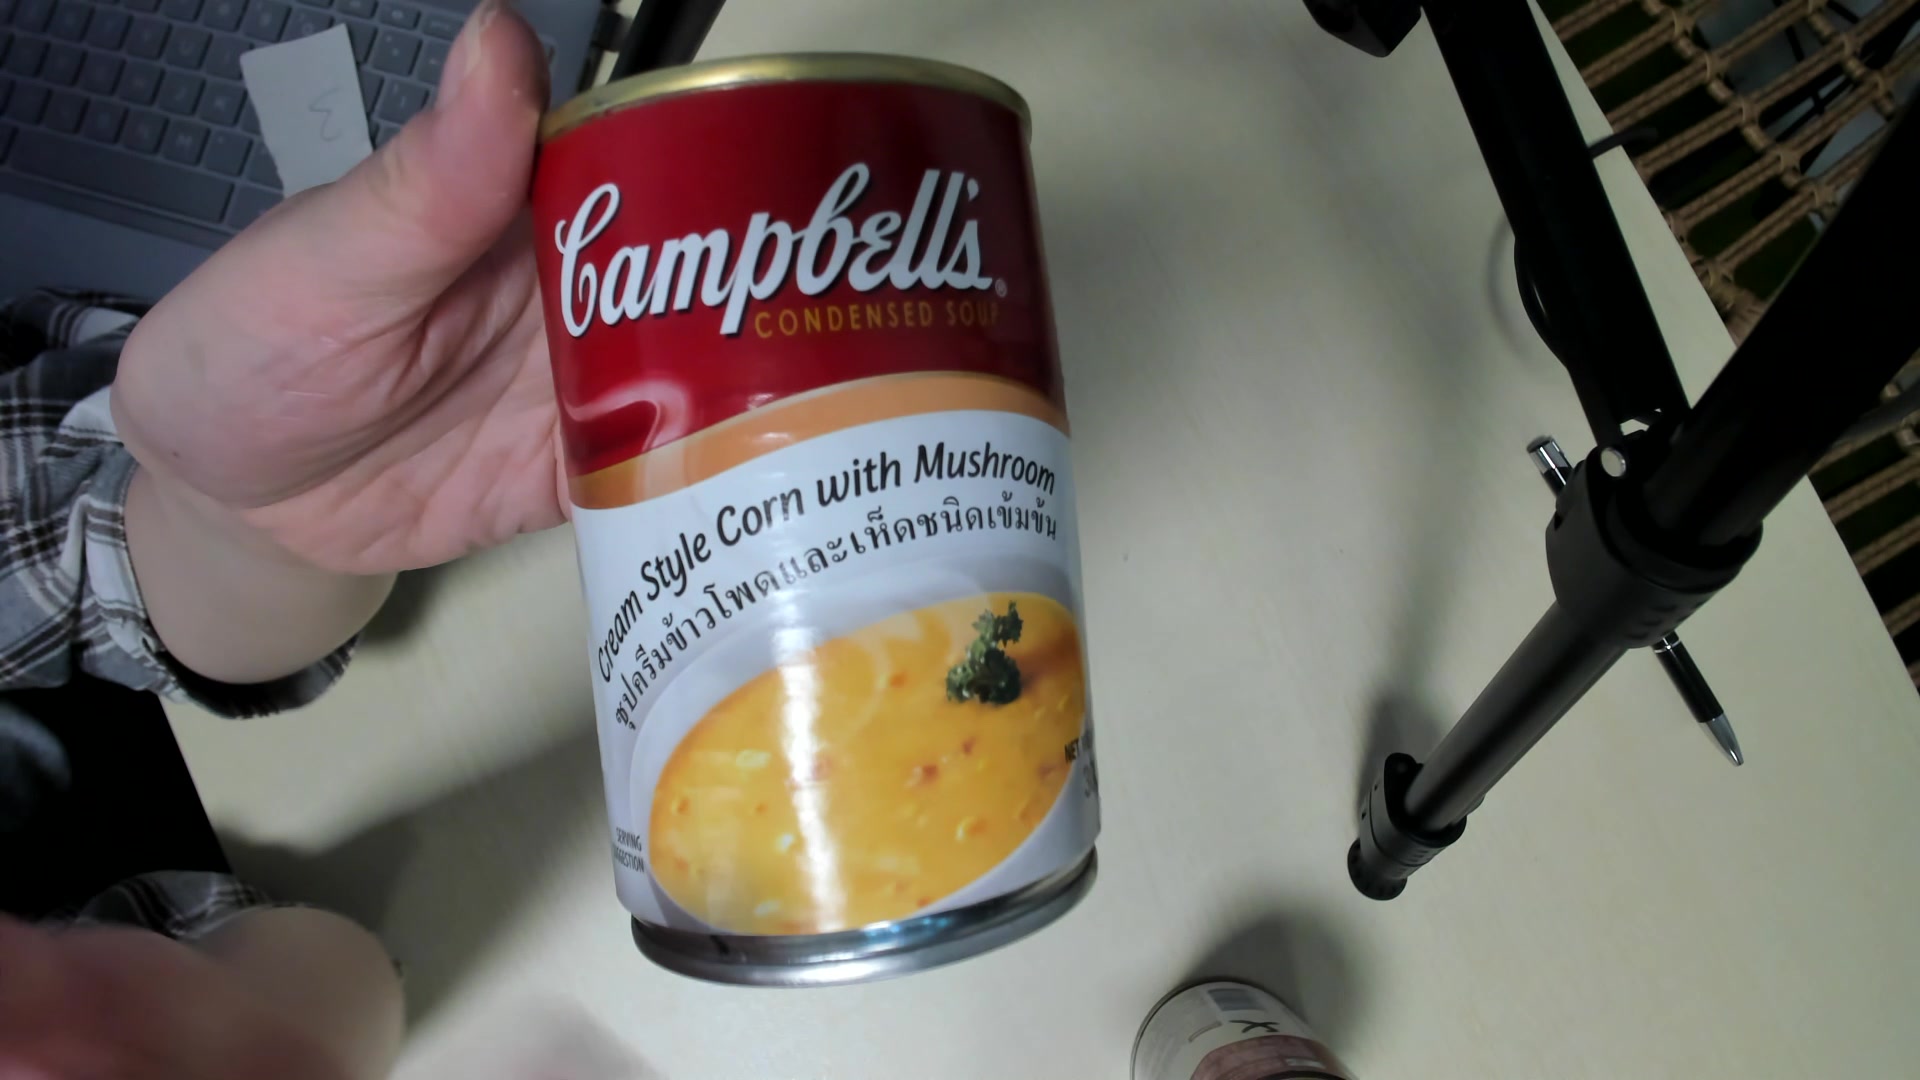 Campbell's®
CONDENSED SOUP
Cream Style Corn with Mushroom
ซุปครีมข้าวโพดและเห็ดชนิดเข้มข้น
NET
SERVING
SUGGESTION